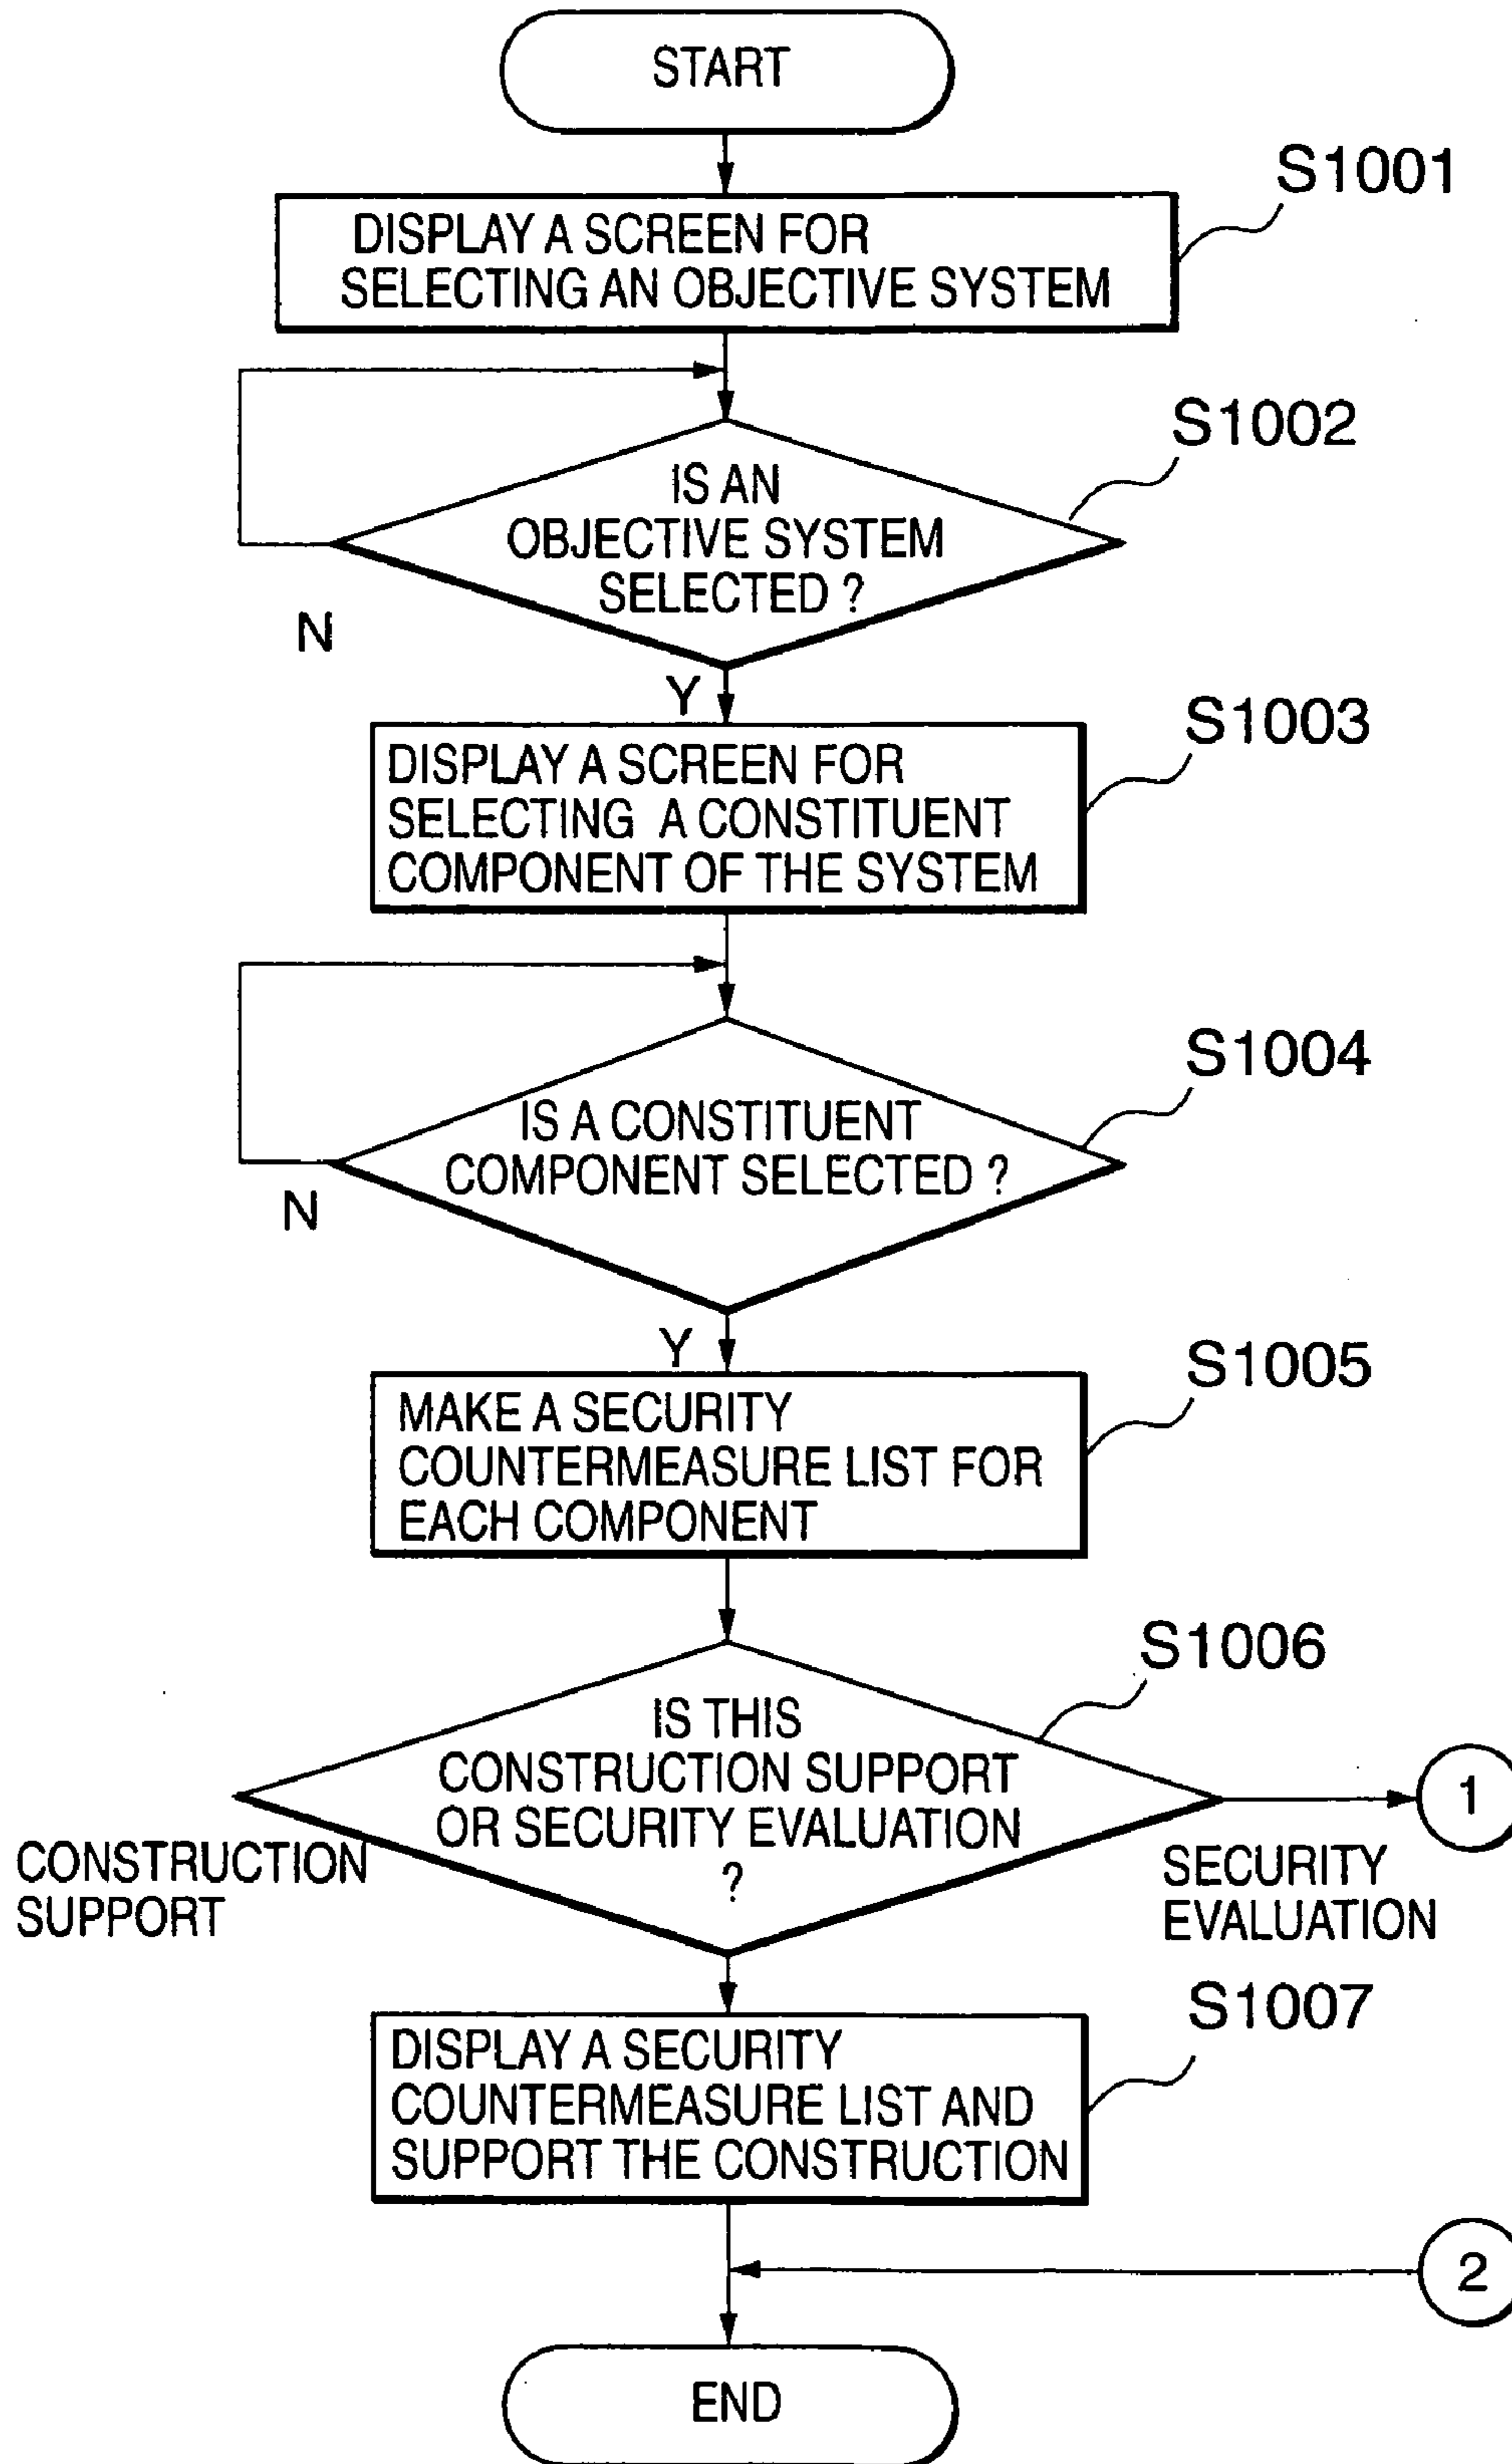 START
S1001
DISPLAY A SCREEN FOR
SELECTING AN OBJECTIVE SYSTEM
S1002
IS AN
OBJECTIVE SYSTEM
SELECTED ?
N
Y
S1003
DISPLAY A SCREEN FOR
SELECTING A CONSTITUENT
COMPONENT OF THE SYSTEM
S1004
IS A CONSTITUENT
COMPONENT SELECTED ?
N
Y
S1005
MAKE A SECURITY
COUNTERMEASURE LIST FOR
EACH COMPONENT
S1006
IS THIS
CONSTRUCTION SUPPORT
OR SECURITY EVALUATION
?
1
CONSTRUCTION
SUPPORT
SECURITY
EVALUATION
S1007
DISPLAY A SECURITY
COUNTERMEASURE LIST AND
SUPPORT THE CONSTRUCTION
2
END